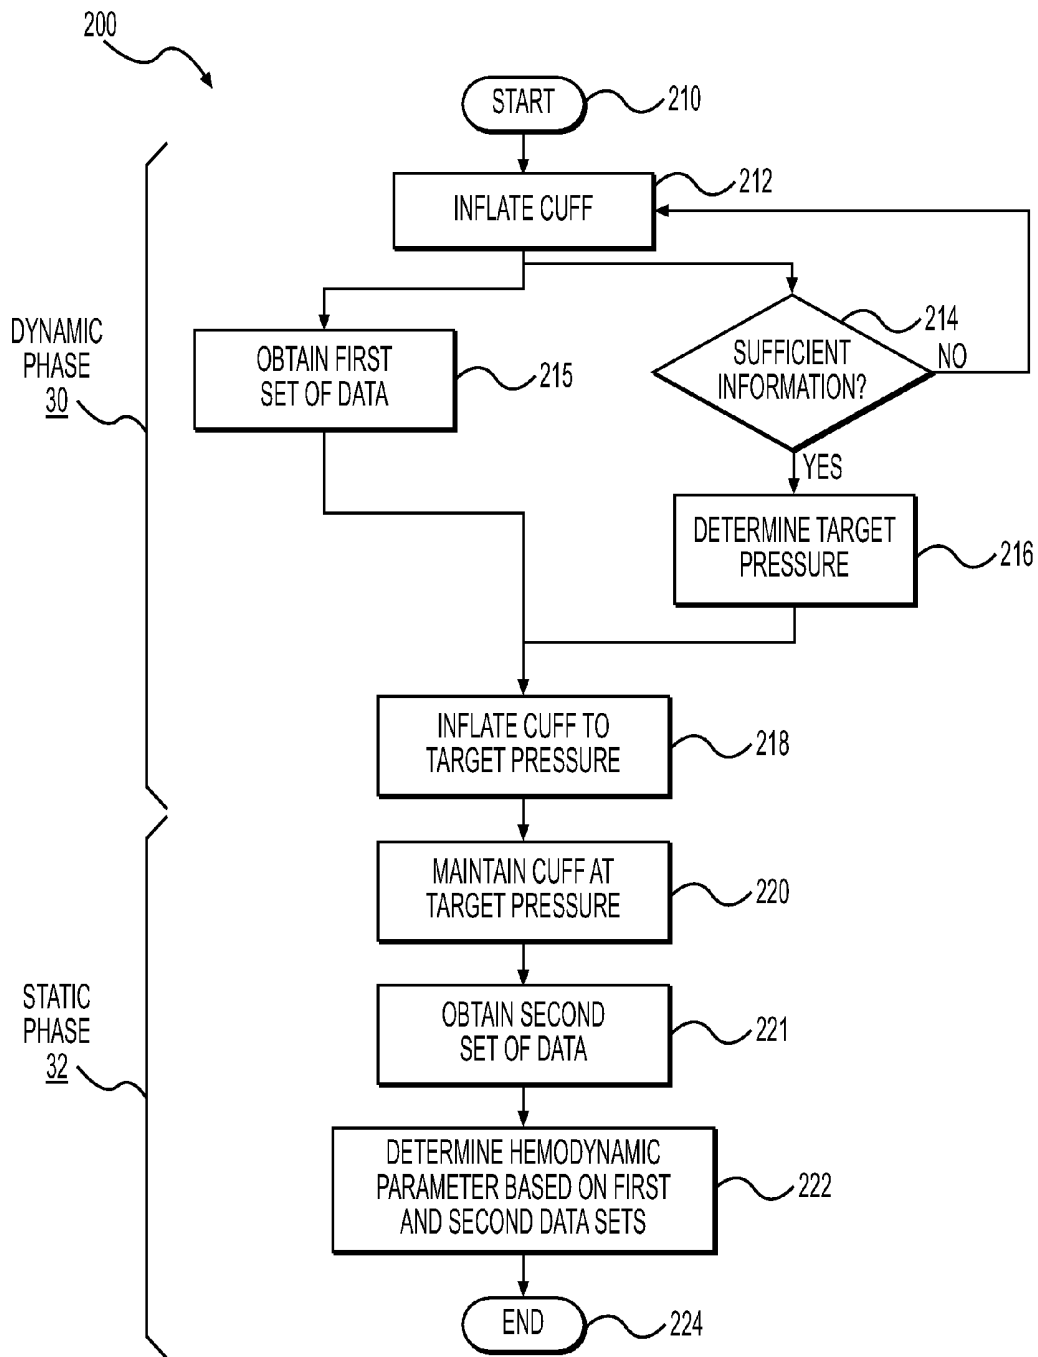 200
START
210
INFLATE CUFF
212
DYNAMIC
PHASE
30
OBTAIN FIRST
SET OF DATA
215
SUFFICIENT
INFORMATION?
214
NO
YES
DETERMINE TARGET
PRESSURE
216
INFLATE CUFF TO
TARGET PRESSURE
218
MAINTAIN CUFF AT
TARGET PRESSURE
220
STATIC
PHASE
32
OBTAIN SECOND
SET OF DATA
221
DETERMINE HEMODYNAMIC
PARAMETER BASED ON FIRST
AND SECOND DATA SETS
222
END
224